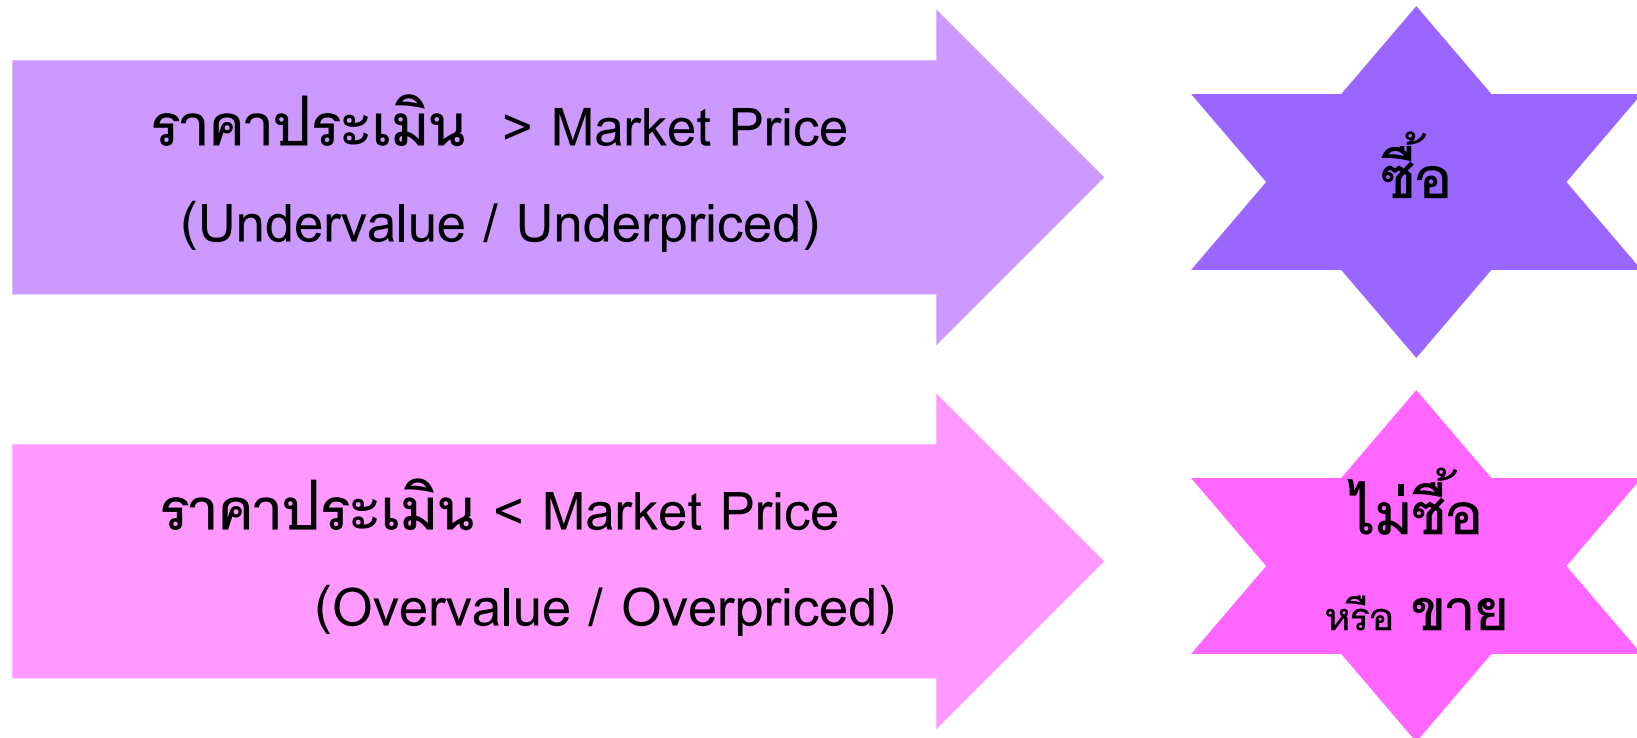 ราคาประเมิน > Market Price
(Undervalue / Underpriced)
ซื้อ
ราคาประเมิน < Market Price
(Overvalue / Overpriced)
ไม่ซื้อ
หรือ ขาย